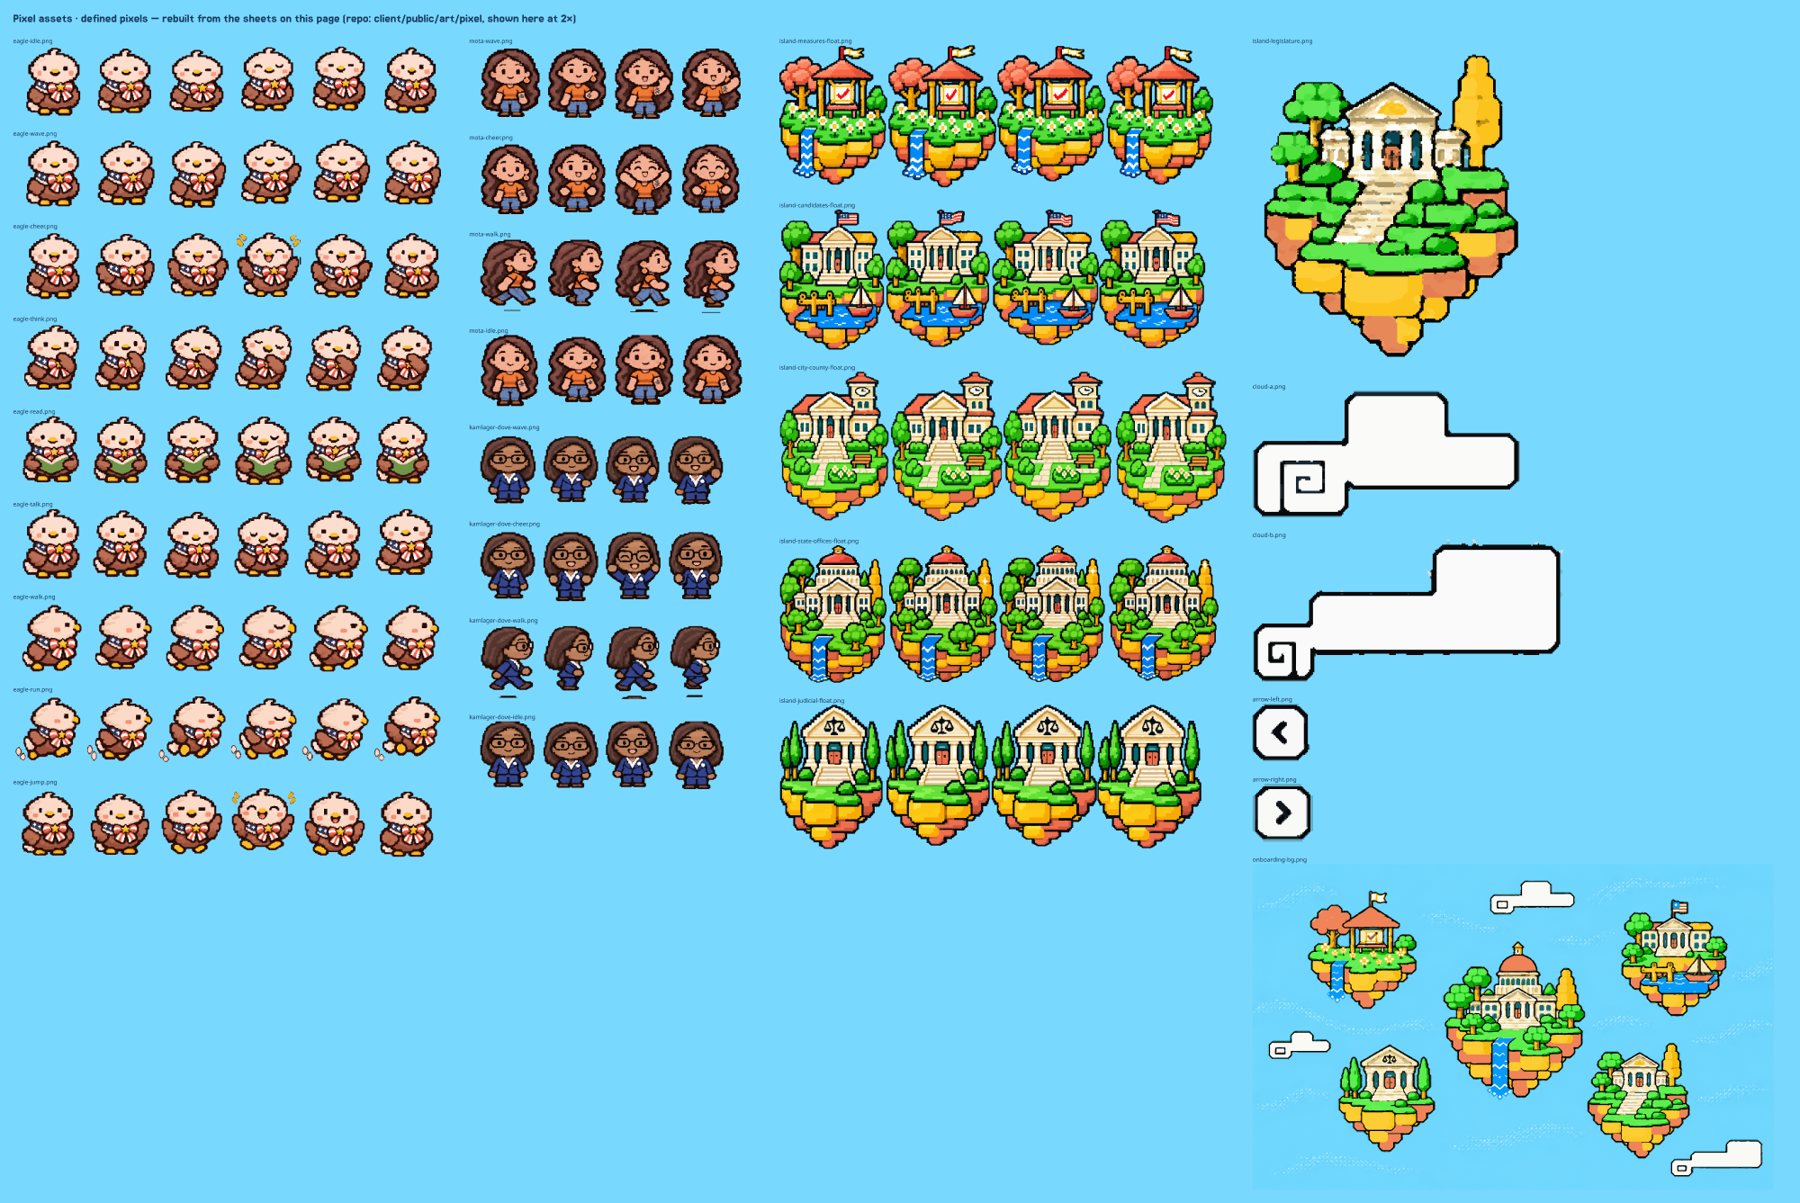 Pixel assets · defined pixels — rebuilt from the sheets on this page (repo: client/public/art/pixel, shown here at 2×)
eagle-idle.png
eagle-wave.png
eagle-cheer.png
eagle-think.png
eagle-read.png
eagle-talk.png
eagle-walk.png
eagle-run.png
eagle-jump.png
mota-wave.png
mota-cheer.png
mota-walk.png
mota-idle.png
kamlager-dove-wave.png
kamlager-dove-cheer.png
kamlager-dove-walk.png
kamlager-dove-idle.png
island-measures-float.png
island-candidates-float.png
island-city-county-float.png
island-state-offices-float.png
island-judicial-float.png
island-legislature.png
cloud-a.png
cloud-b.png
arrow-left.png
arrow-right.png
onboarding-bg.png